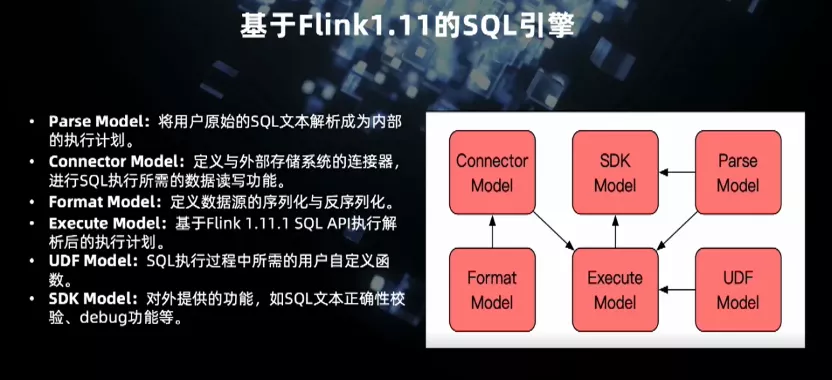 基于Flink1.11的SQL引擎
• Parse Model：将用户原始的SQL文本解析成为内部
的执行计划。
• Connector Model：定义与外部存储系统的连接器，
进行SQL执行所需的数据读写功能。
• Format Model：定义数据源的序列化与反序列化。
• Execute Model：基于Flink 1.11.1 SQL API执行解
析后的执行计划。
• UDF Model：SQL执行过程中所需的用户自定义函
数。
• SDK Model：对外提供的功能，如SQL文本正确性校
验、debug功能等。
Connector
Model
SDK
Model
Parse
Model
Format
Model
Execute
Model
UDF
Model